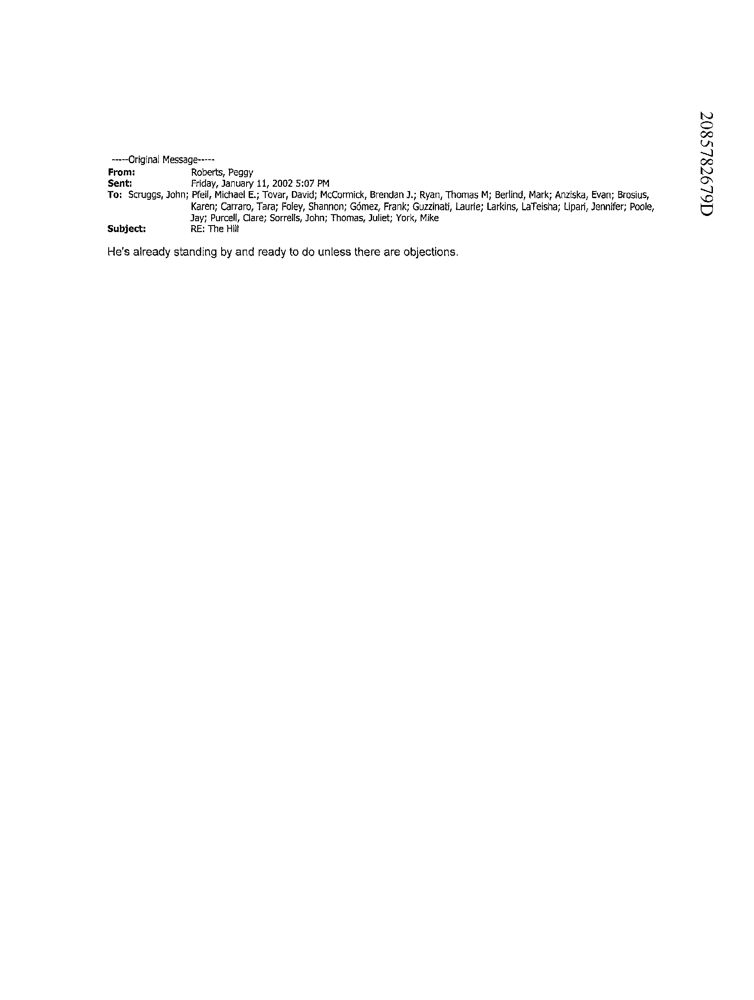 -----Original Message-----
From: Roberts, Peggy
Sent: Friday, January 11, 2002 5:07 PM
To: Scruggs, John; Pfeil, Michael E.; Tovar, David; McCormick, Brendan J.; Ryan, Thomas M; Berlind, Mark; Anziska, Evan; Brosius,
Karen; Carraro, Tara; Foley, Shannon; Gómez, Frank; Guzzinati, Laurie; Larkins, LaTeisha; Lipari, Jennifer; Poole,
Jay; Purcell, Clare; Sorrells, John; Thomas, Juliet; York, Mike
Subject: RE: The Hill
He's already standing by and ready to do unless there are objections.
2085782679D